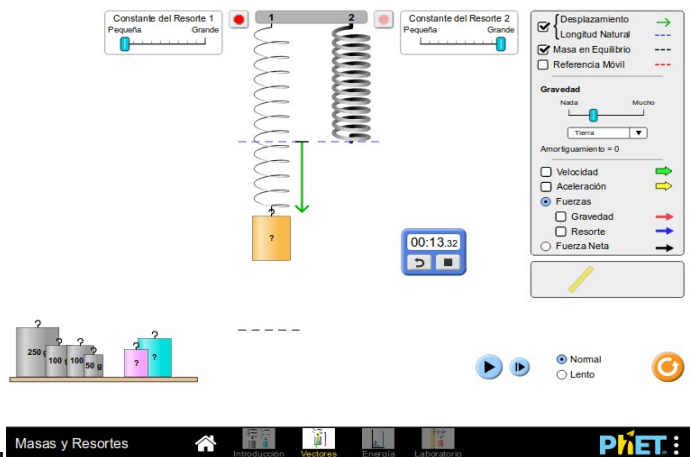 Constante del Resorte 1
Pequeña Grande
1 2
Constante del Resorte 2
Pequeña Grande
Desplazamiento
Longitud Natural
Masa en Equilibrio
Referencia Móvil
Gravedad
Nada Mucho
Tierra
Amortiguamiento = 0
Velocidad
Aceleración
Fuerzas
Gravedad
Resorte
Fuerza Neta
?
00:13.32
250 g
100 g
100
50 g
?
?
Normal
Lento
Masas y Resortes
Introducción
Vectores
Energía
Laboratorio
PhET